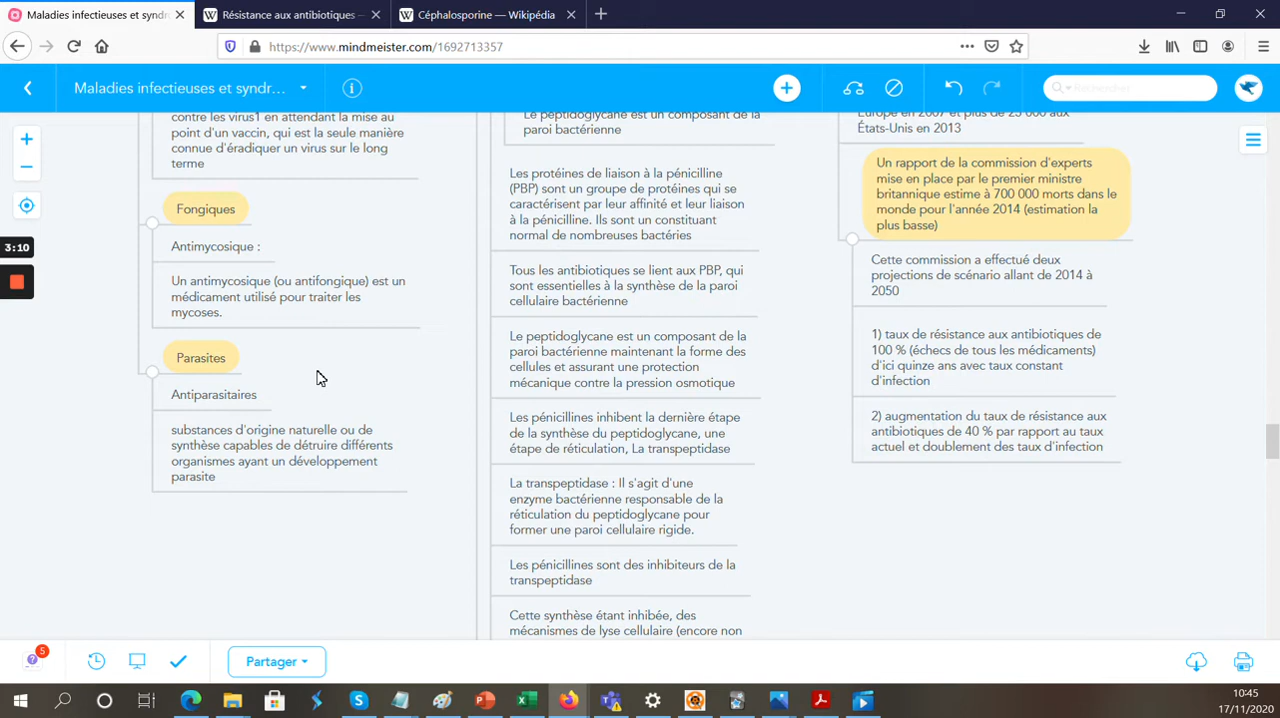 Maladies infectieuses et syndr
Résistance aux antibiotiques —
Céphalosporine — Wikipédia
https://www.mindmeister.com/1692713357
Maladies infectieuses et syndr...
Rechercher
contre les virus1 en attendant la mise au
point d'un vaccin, qui est la seule manière
connue d'éradiquer un virus sur le long
terme
Fongiques
Antimycosique :
Un antimycosique (ou antifongique) est un
médicament utilisé pour traiter les
mycoses.
Parasites
Antiparasitaires
substances d'origine naturelle ou de
synthèse capables de détruire différents
organismes ayant un développement
parasite
Le peptidoglycane est un composant de la
paroi bactérienne
Les protéines de liaison à la pénicilline
(PBP) sont un groupe de protéines qui se
caractérisent par leur affinité et leur liaison
à la pénicilline. Ils sont un constituant
normal de nombreuses bactéries
Tous les antibiotiques se lient aux PBP, qui
sont essentielles à la synthèse de la paroi
cellulaire bactérienne
Le peptidoglycane est un composant de la
paroi bactérienne maintenant la forme des
cellules et assurant une protection
mécanique contre la pression osmotique
Les pénicillines inhibent la dernière étape
de la synthèse du peptidoglycane, une
étape de réticulation, La transpeptidase
La transpeptidase : Il s'agit d'une
enzyme bactérienne responsable de la
réticulation du peptidoglycane pour
former une paroi cellulaire rigide.
Les pénicillines sont des inhibiteurs de la
transpeptidase
Cette synthèse étant inhibée, des
mécanismes de lyse cellulaire (encore non
Europe en 2007 et plus de 23 000 aux
États-Unis en 2013
Un rapport de la commission d'experts
mise en place par le premier ministre
britannique estime à 700 000 morts dans le
monde pour l'année 2014 (estimation la
plus basse)
Cette commission a effectué deux
projections de scénario allant de 2014 à
2050
1) taux de résistance aux antibiotiques de
100 % (échecs de tous les médicaments)
d'ici quinze ans avec taux constant
d'infection
2) augmentation du taux de résistance aux
antibiotiques de 40 % par rapport au taux
actuel et doublement des taux d'infection
3:10
5
Partager
10:45
17/11/2020